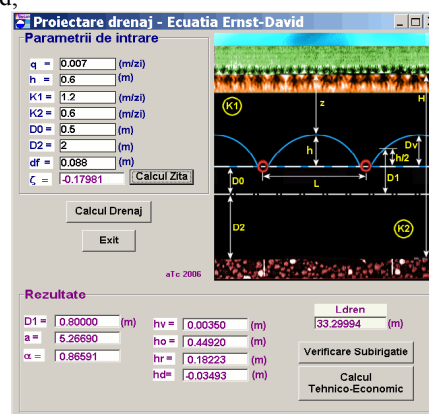 d,
Proiectare drenaj - Ecuatia Ernst-David
Parametrii de intrare
q = 0.007 (m/zi)
h = 0.6 (m)
K1 = 1.2 (m/zi)
K2 = 0.6 (m/zi)
D0 = 0.5 (m)
D2 = 2 (m)
df = 0.088 (m)
ζ = -0.17981 Calcul Zita
Calcul Drenaj
Exit
aTc 2006
H
K1
z
Dv
h
h/2
D0
L
D1
D2
K2
Rezultate
D1 = 0.80000 (m)
a = 5.26690
α = 0.86591
hv = 0.00350 (m)
ho = 0.44920 (m)
hr = 0.18223 (m)
hd= -0.03493 (m)
Ldren
33.29994 (m)
Verificare Subirigatie
Calcul
Tehnico-Economic